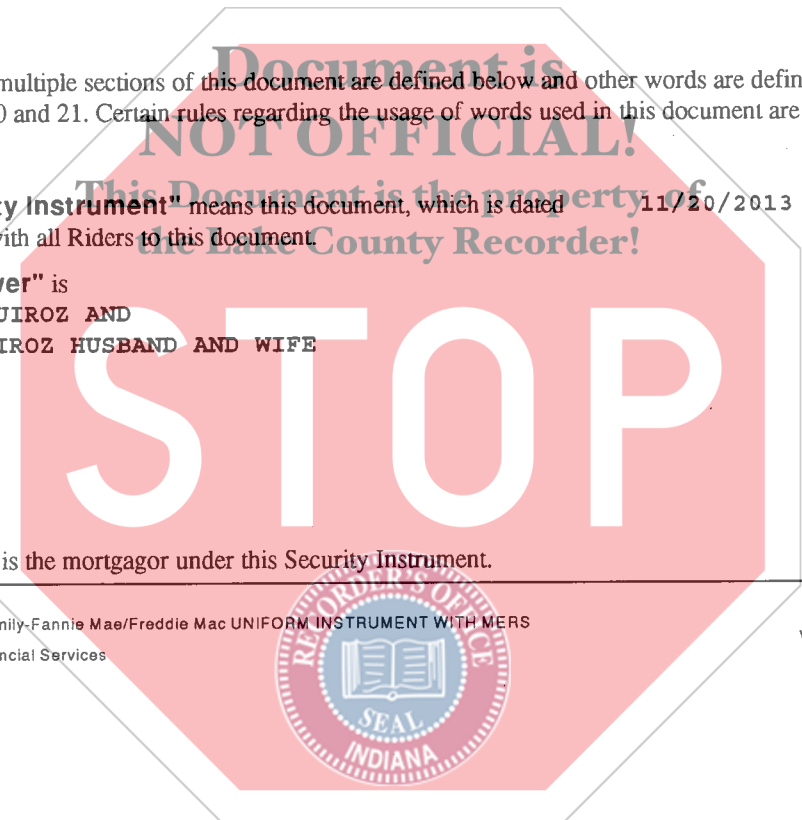 Document is
multiple sections of this document are defined below and other words are defin
0 and 21. Certain rules regarding the usage of words used in this document are
NOT OFFICIAL!
This Document is the property of
ty Instrument" means this document, which is dated 11/20/2013
with all Riders to this document.
the Lake County Recorder!
ver" is
UIROZ AND
IROZ HUSBAND AND WIFE
STOP
is the mortgagor under this Security Instrument.
mily-Fannie Mae/Freddie Mac UNIFORM INSTRUMENT WITH MERS
ncial Services
RECORDER'S OFFICE
SEAL
INDIANA